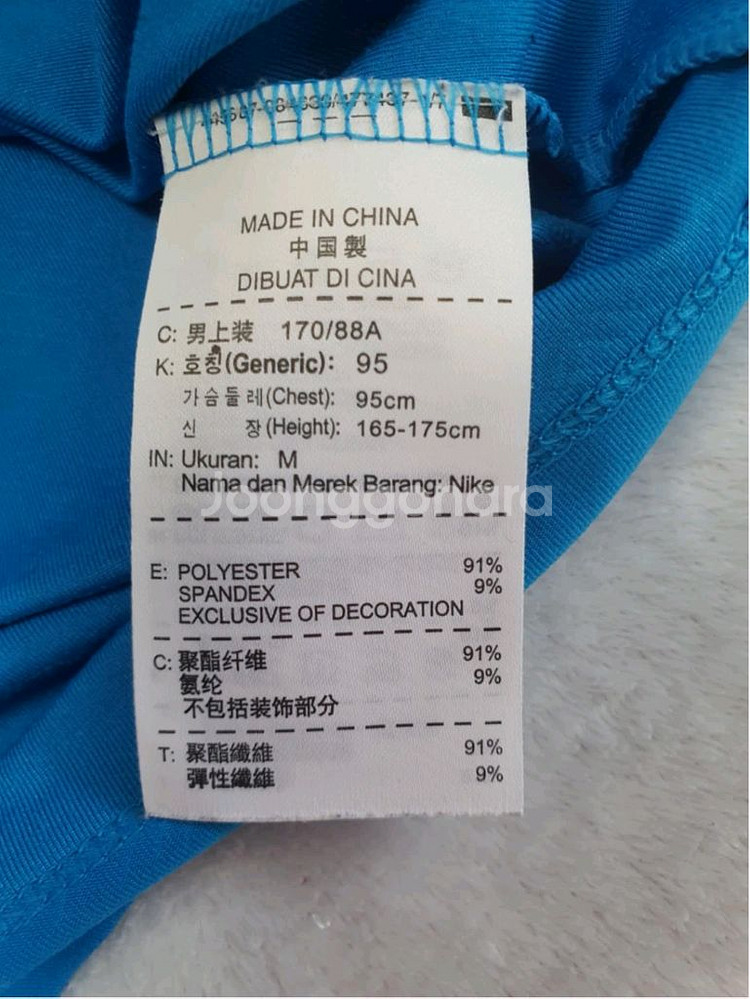 MADE IN CHINA
中国製
DIBUAT DI CINA
C: 男上装 170/88A
K: 호칭(Generic): 95
가슴둘레(Chest): 95cm
신 장(Height): 165-175cm
IN: Ukuran: M
Nama dan Merek Barang: Nike
Joonggonara
E: POLYESTER 91%
SPANDEX 9%
EXCLUSIVE OF DECORATION
C: 聚酯纤维 91%
氨纶 9%
不包括装饰部分
T: 聚酯纖維 91%
彈性纖維 9%